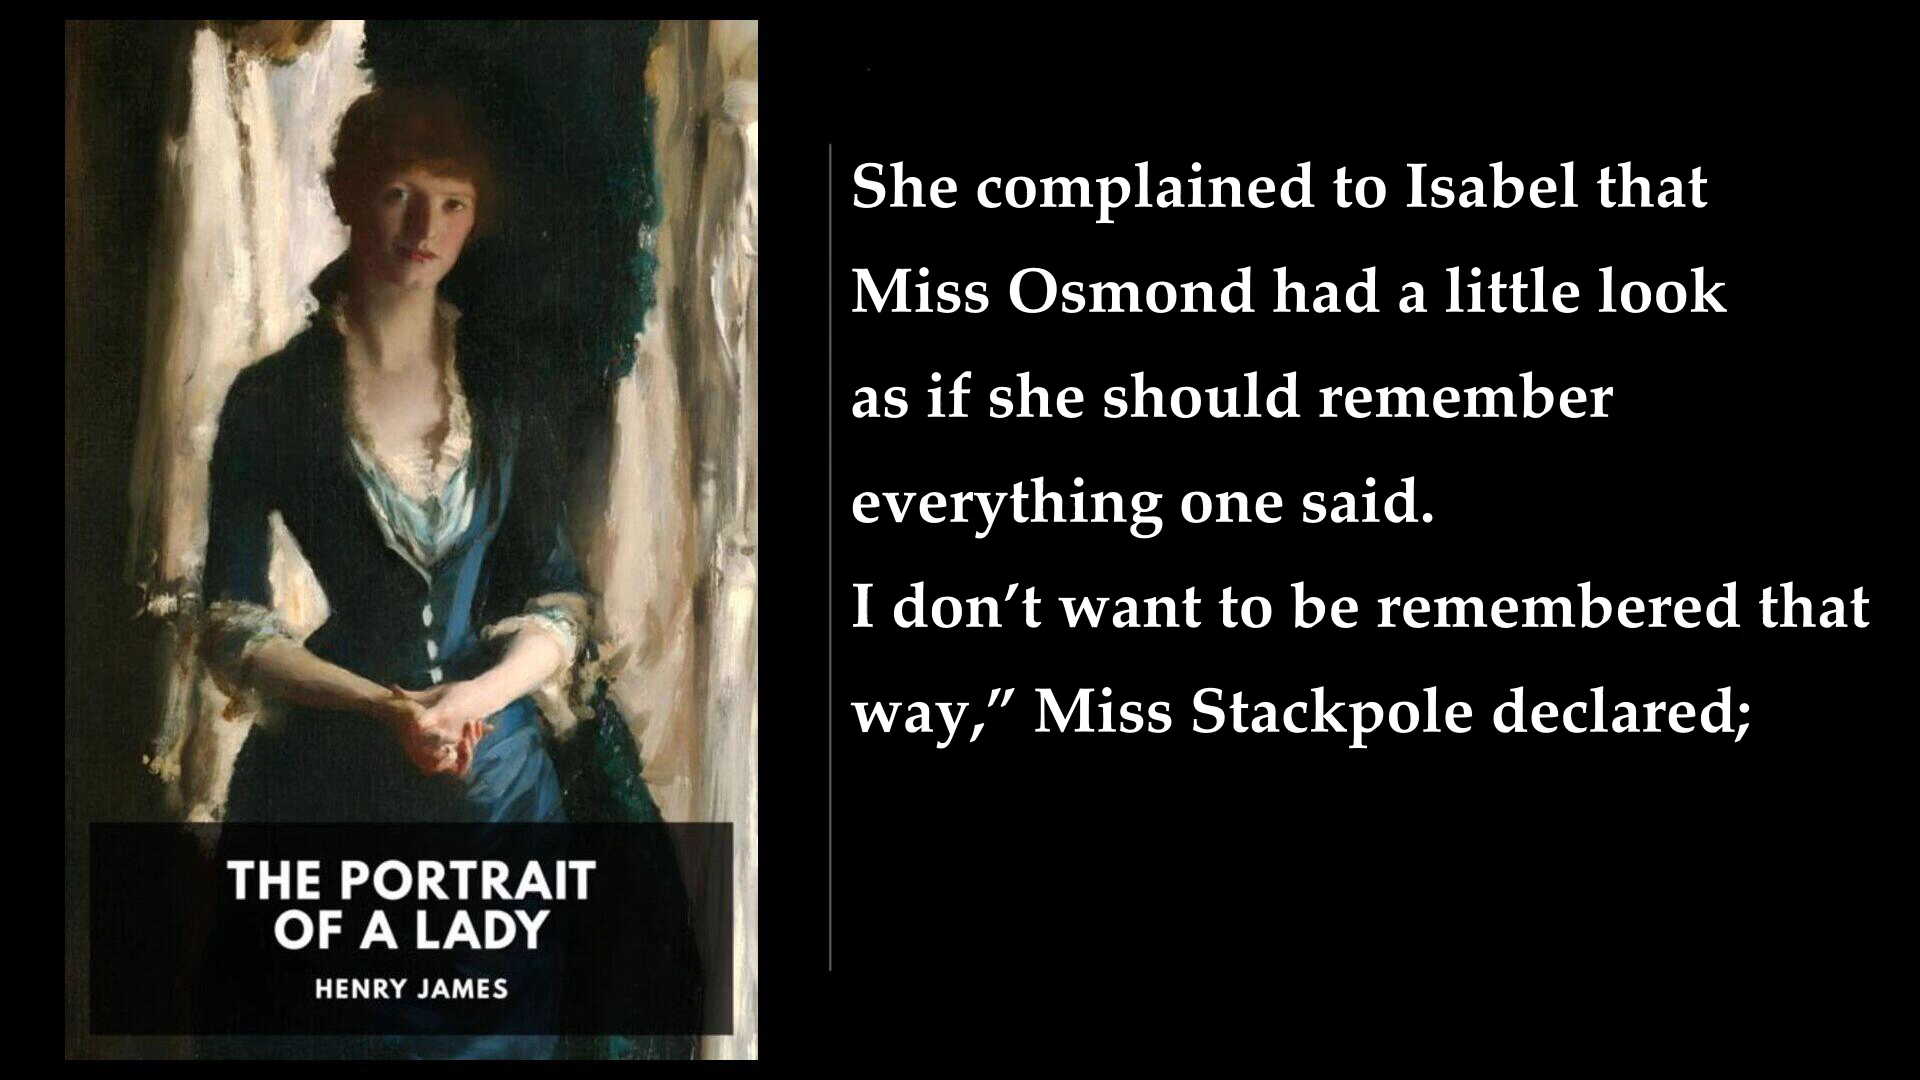 THE PORTRAIT
OF A LADY
HENRY JAMES
She complained to Isabel that
Miss Osmond had a little look
as if she should remember
everything one said.
I don’t want to be remembered that
way,” Miss Stackpole declared;